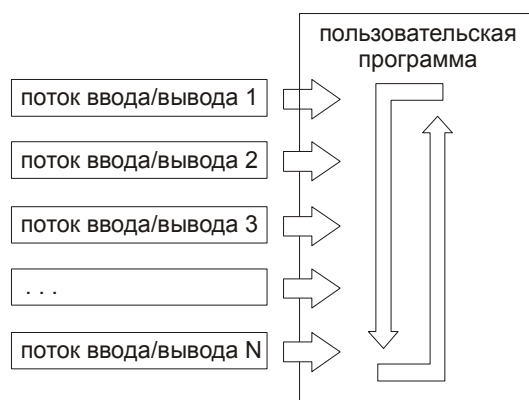 пользовательская
программа
поток ввода/вывода 1
поток ввода/вывода 2
поток ввода/вывода 3
. . .
поток ввода/вывода N